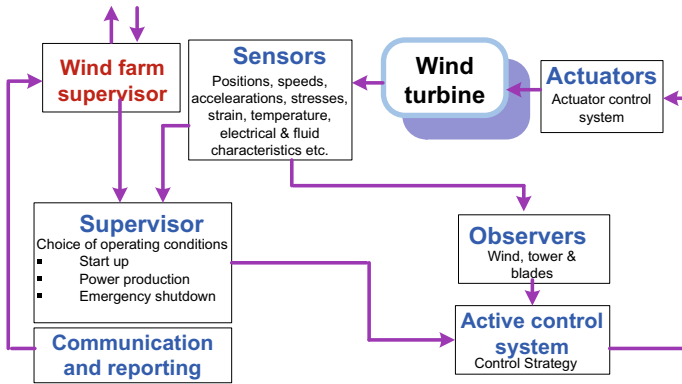 Wind farm
supervisor
Sensors
Positions, speeds,
accelearations, stresses,
strain, temperature,
electrical & fluid
characteristics etc.
Wind
turbine
Actuators
Actuator control
system
Supervisor
Choice of operating conditions
▪ Start up
▪ Power production
▪ Emergency shutdown
Observers
Wind, tower &
blades
Communication
and reporting
Active control
system
Control Strategy